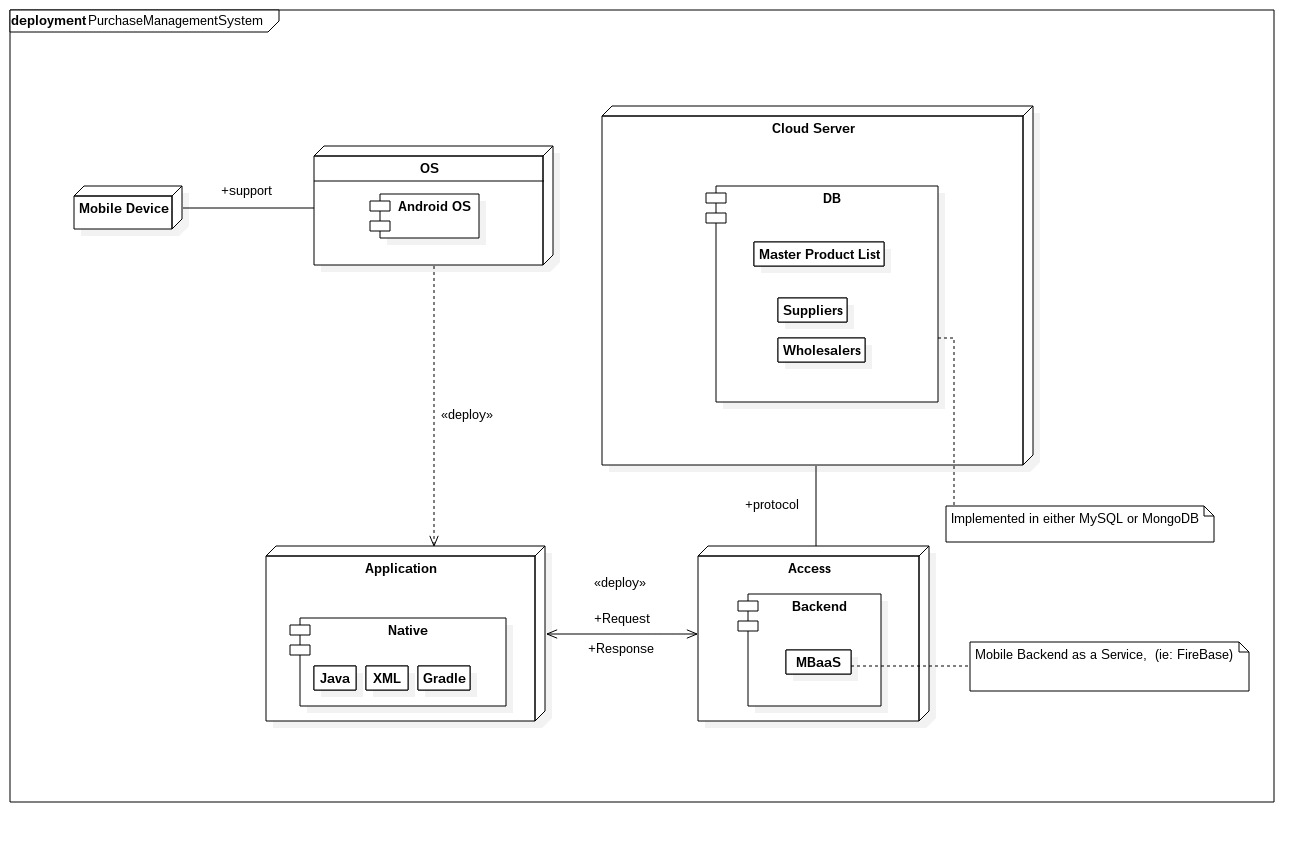 deployment PurchaseManagementSystem
Cloud Server
OS
+support
DB
Android OS
Mobile Device
Master Product List
Suppliers
Wholesalers
«deploy»
+protocol
Implemented in either MySQL or MongoDB
Application
Access
«deploy»
Backend
+Request
Native
+Response
Mobile Backend as a Service,  (ie: FireBase)
MBaaS
Java
XML
Gradle